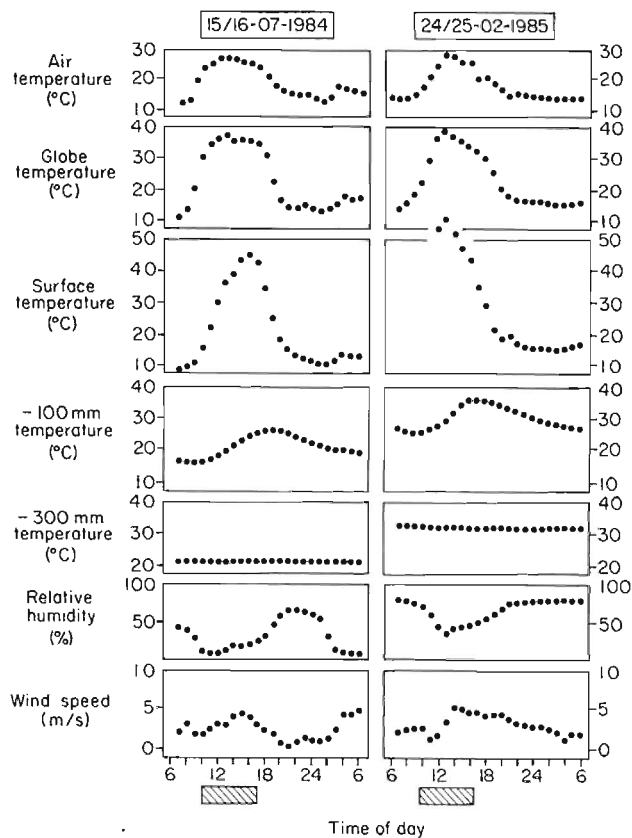 15/16-07-1984
24/25-02-1985
Air
temperature
(°C)
30
20
10
30
20
10
Globe
temperature
(°C)
40
30
20
10
40
30
20
10
Surface
temperature
(°C)
50
40
30
20
10
50
40
30
20
10
-100 mm
temperature
(°C)
40
30
20
10
40
30
20
10
-300 mm
temperature
(°C)
40
30
20
40
30
20
Relative
humidity
(%)
100
50
100
50
Wind speed
(m/s)
10
5
0
10
5
0
6 12 18 24 6
6 12 18 24 6
Time of day